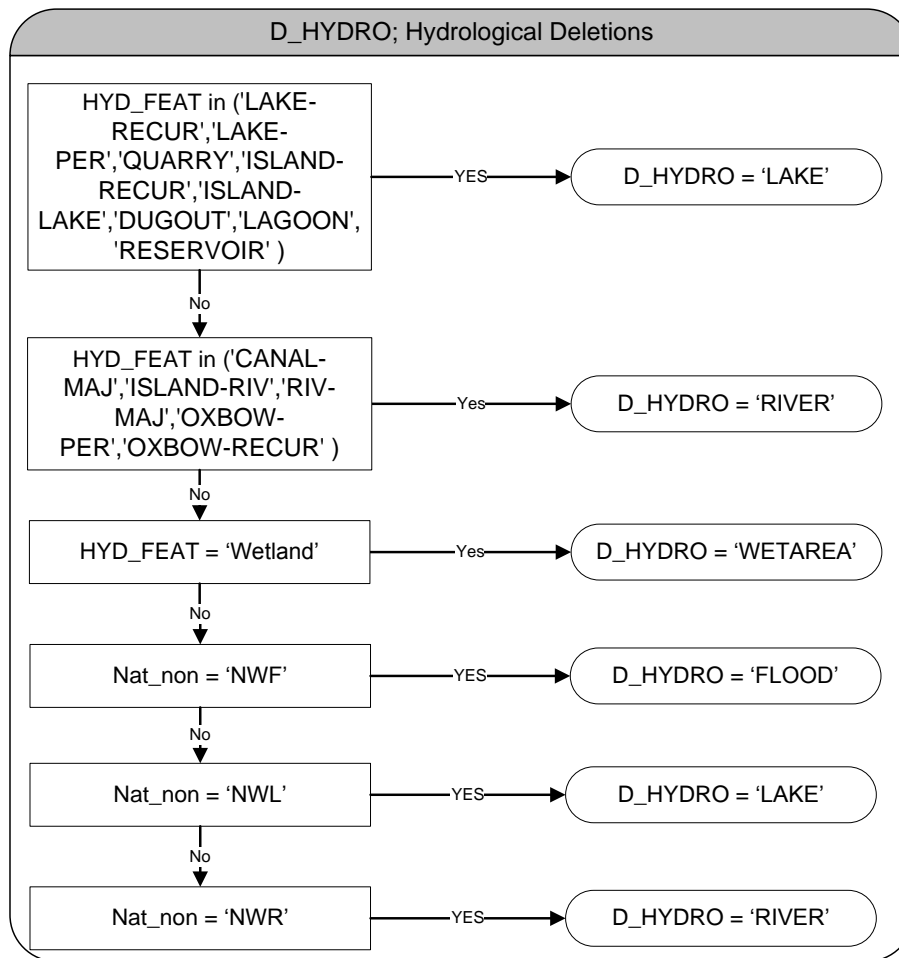 D_HYDRO; Hydrological Deletions
HYD_FEAT in ('LAKE-
RECUR','LAKE-
PER','QUARRY','ISLAND-
RECUR','ISLAND-
LAKE','DUGOUT','LAGOON',
'RESERVOIR' )
YES
D_HYDRO = ‘LAKE’
No
HYD_FEAT in ('CANAL-
MAJ','ISLAND-RIV','RIV-
MAJ','OXBOW-
PER','OXBOW-RECUR' )
Yes
D_HYDRO = ‘RIVER’
No
HYD_FEAT = ‘Wetland’
Yes
D_HYDRO = ‘WETAREA’
No
Nat_non = ‘NWF’
YES
D_HYDRO = ‘FLOOD’
No
Nat_non = ‘NWL’
YES
D_HYDRO = ‘LAKE’
No
Nat_non = ‘NWR’
YES
D_HYDRO = ‘RIVER’